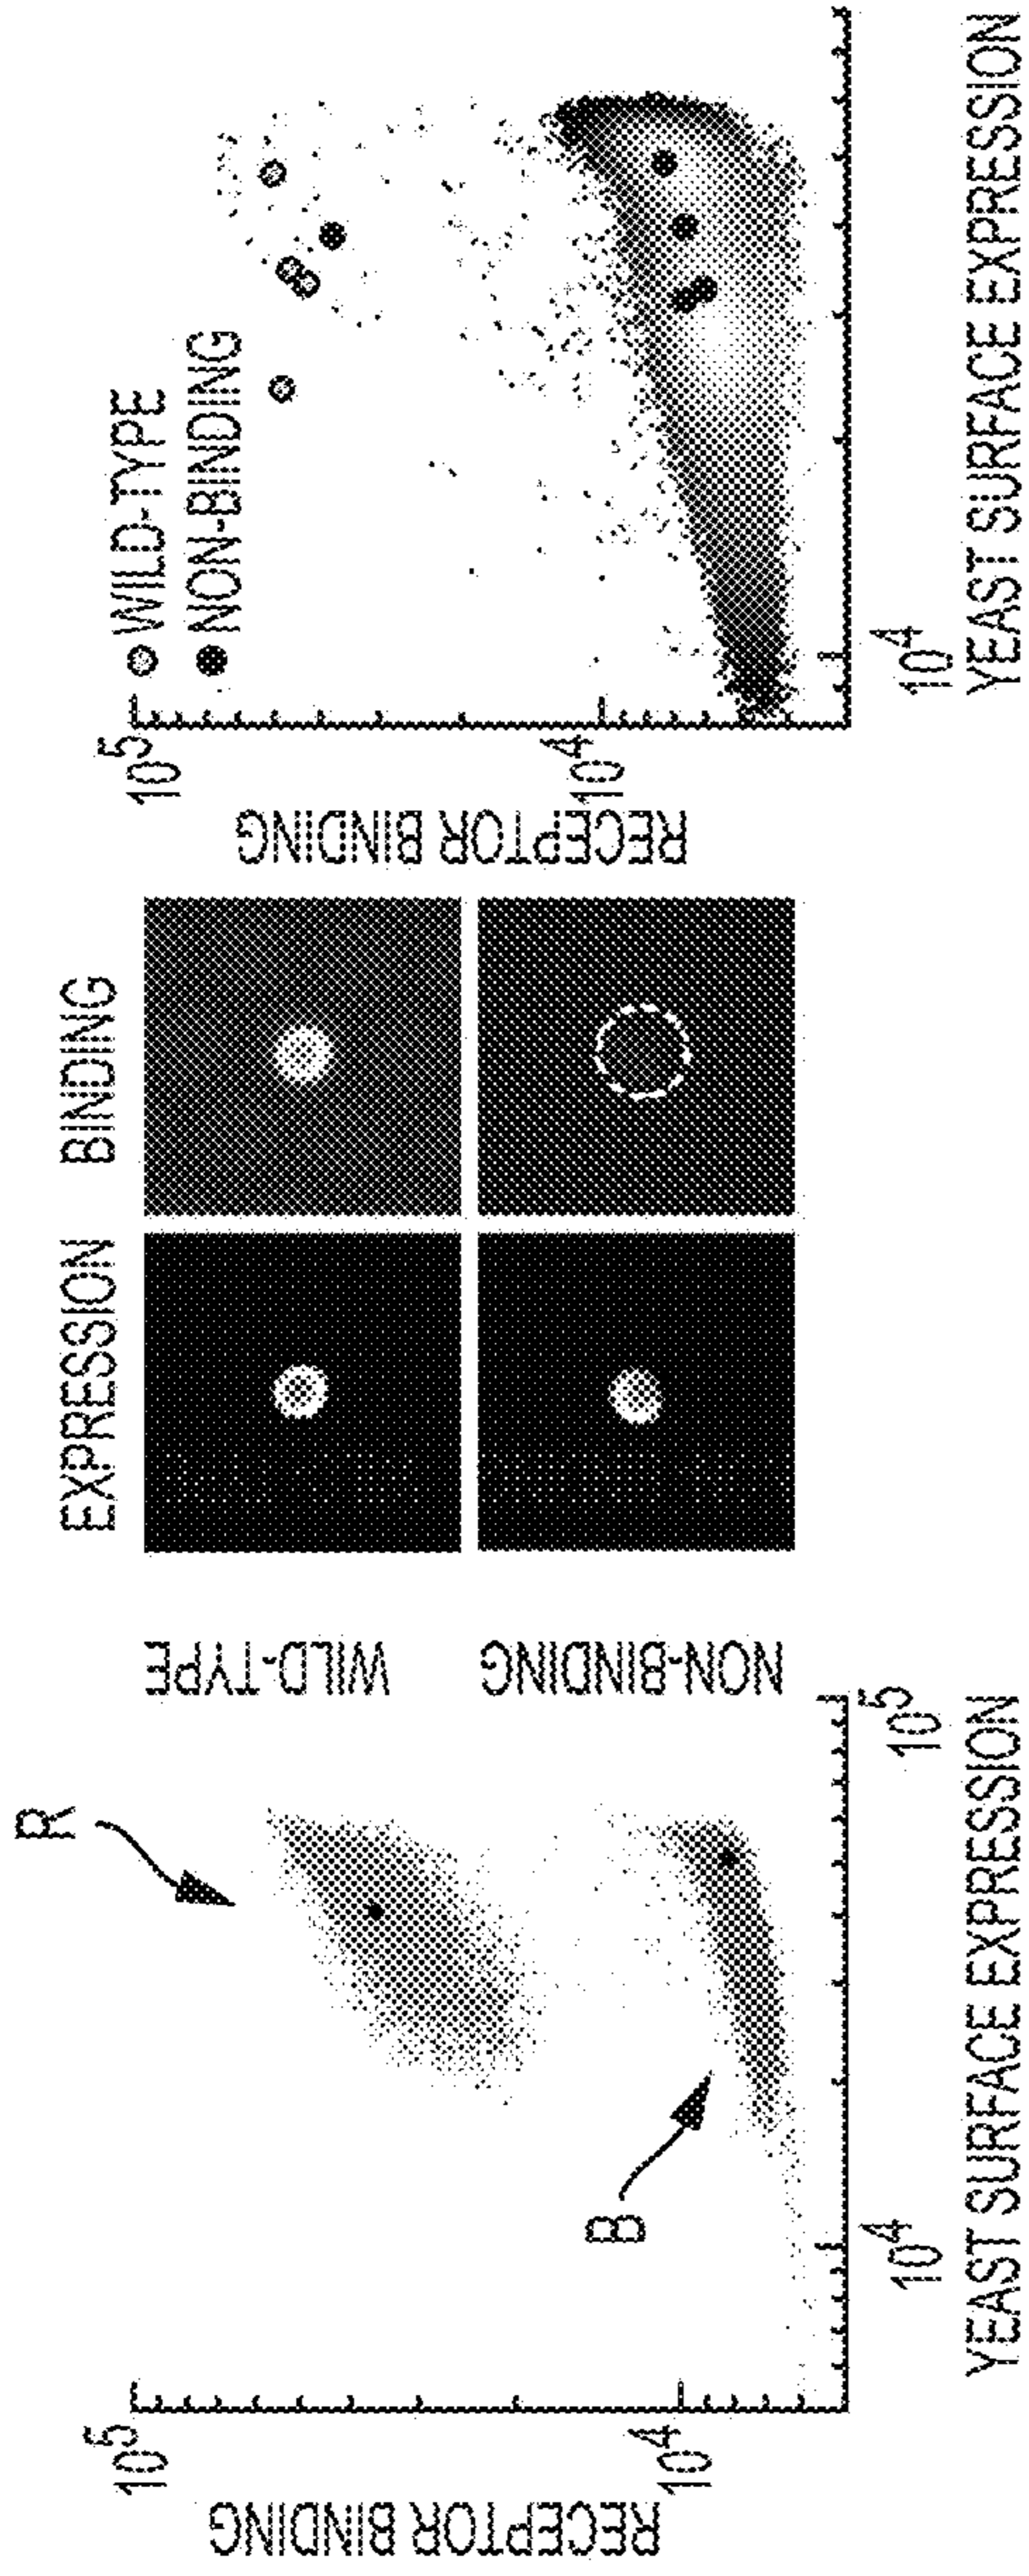 RECEPTOR BINDING
10^5
10^4
R
B
10^4
10^5
YEAST SURFACE EXPRESSION
EXPRESSION
BINDING
WILD-TYPE
NON-BINDING
RECEPTOR BINDING
10^5
10^4
WILD-TYPE
NON-BINDING
10^4
YEAST SURFACE EXPRESSION